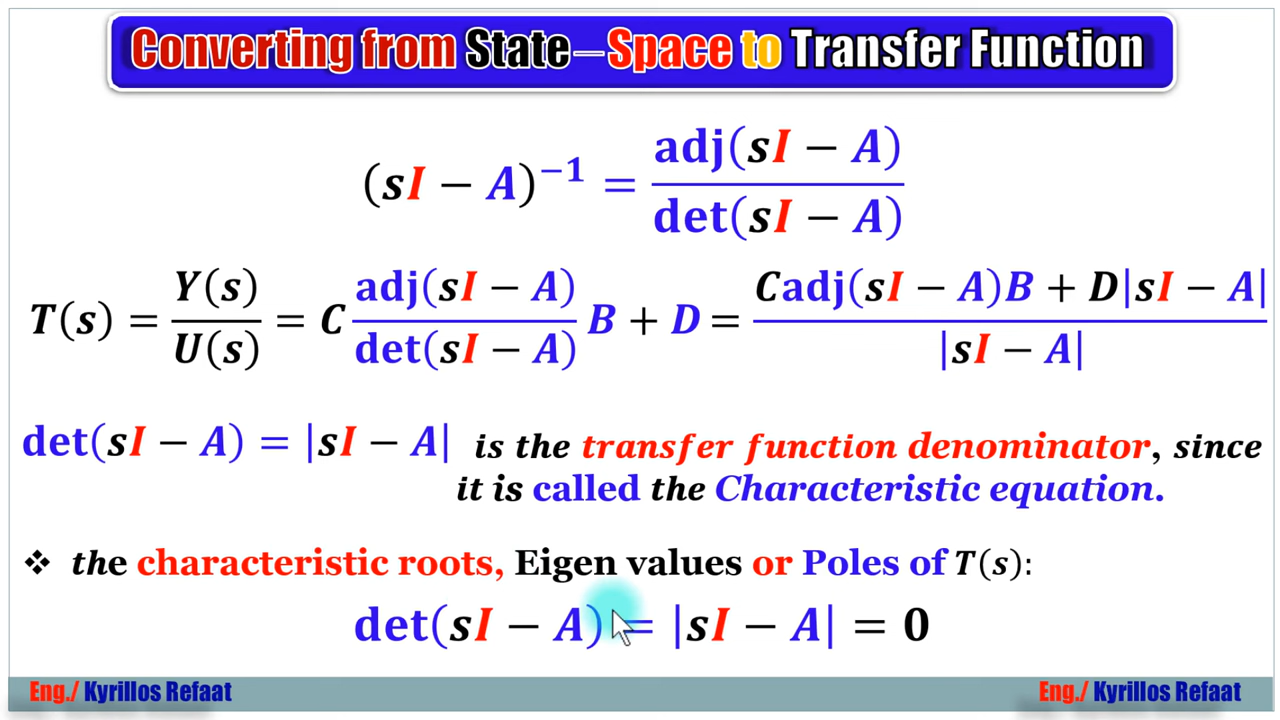 Converting from State–Space to Transfer Function
(sI − A)⁻¹ = adj(sI − A) / det(sI − A)
T(s) = Y(s) / U(s) = C adj(sI − A) / det(sI − A) B + D = Cadj(sI − A)B + D|sI − A| / |sI − A|
det(sI − A) = |sI − A| is the transfer function denominator, since
it is called the Characteristic equation.
❖ the characteristic roots, Eigen values or Poles of T(s):
det(sI − A) = |sI − A| = 0
Eng./ Kyrillos Refaat Eng./ Kyrillos Refaat